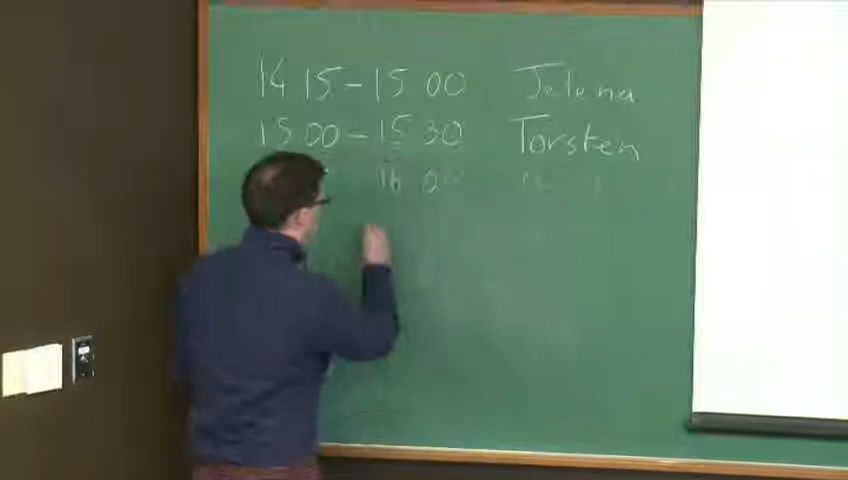 14 15 - 15 00 Jelena
15 00 - 15 30 Torsten
16 00